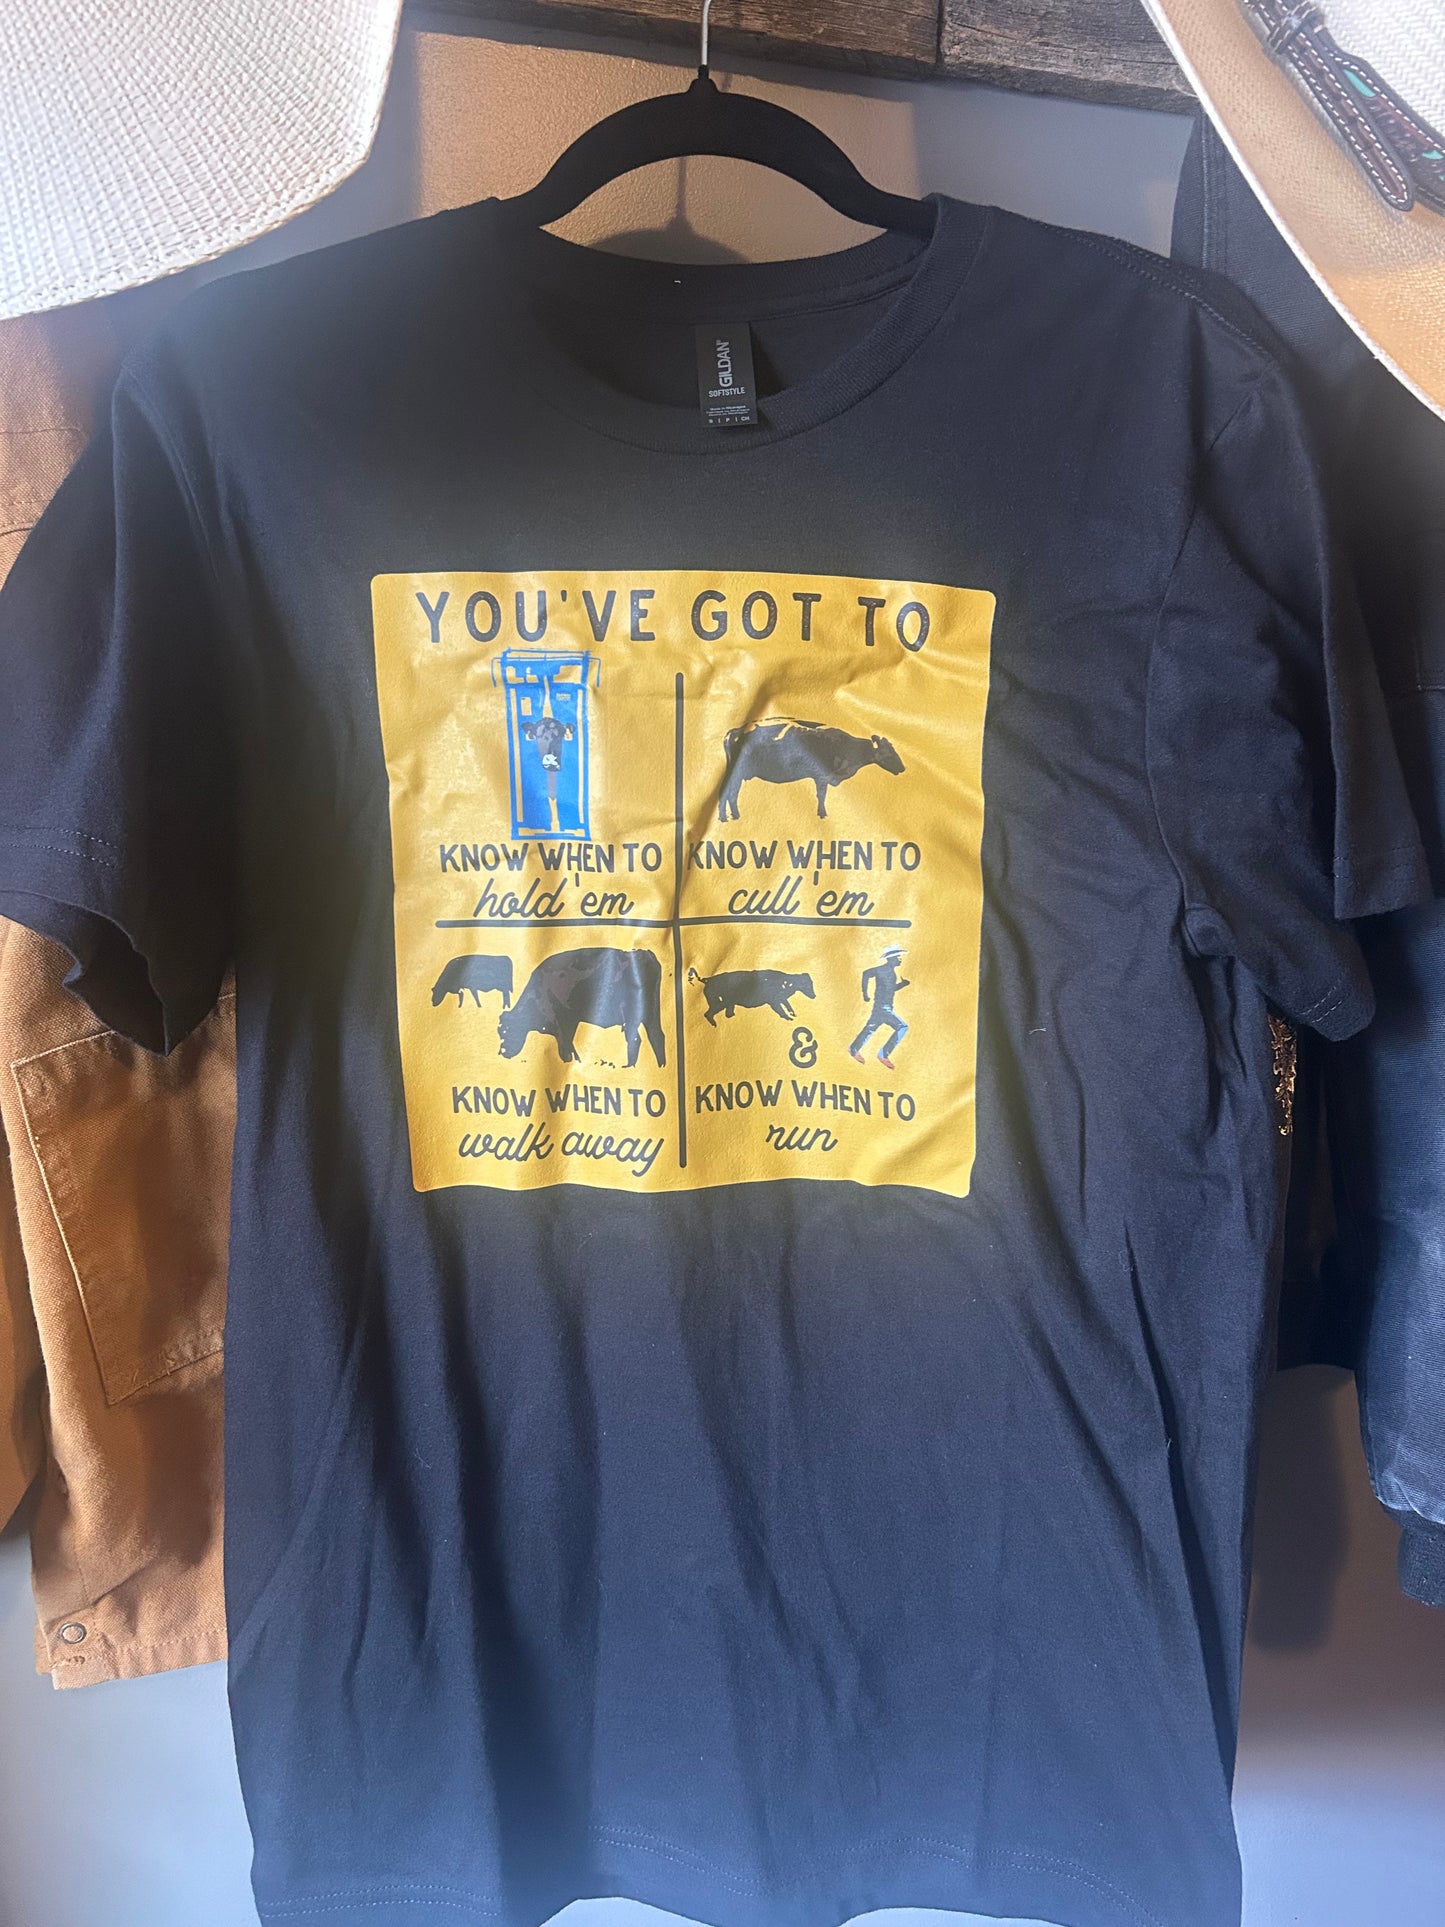 GILDAN
SOFTSTYLE
S | P | CH
YOU'VE GOT TO
KNOW WHEN TO
hold 'em
KNOW WHEN TO
cull 'em
KNOW WHEN TO
walk away
&
KNOW WHEN TO
run